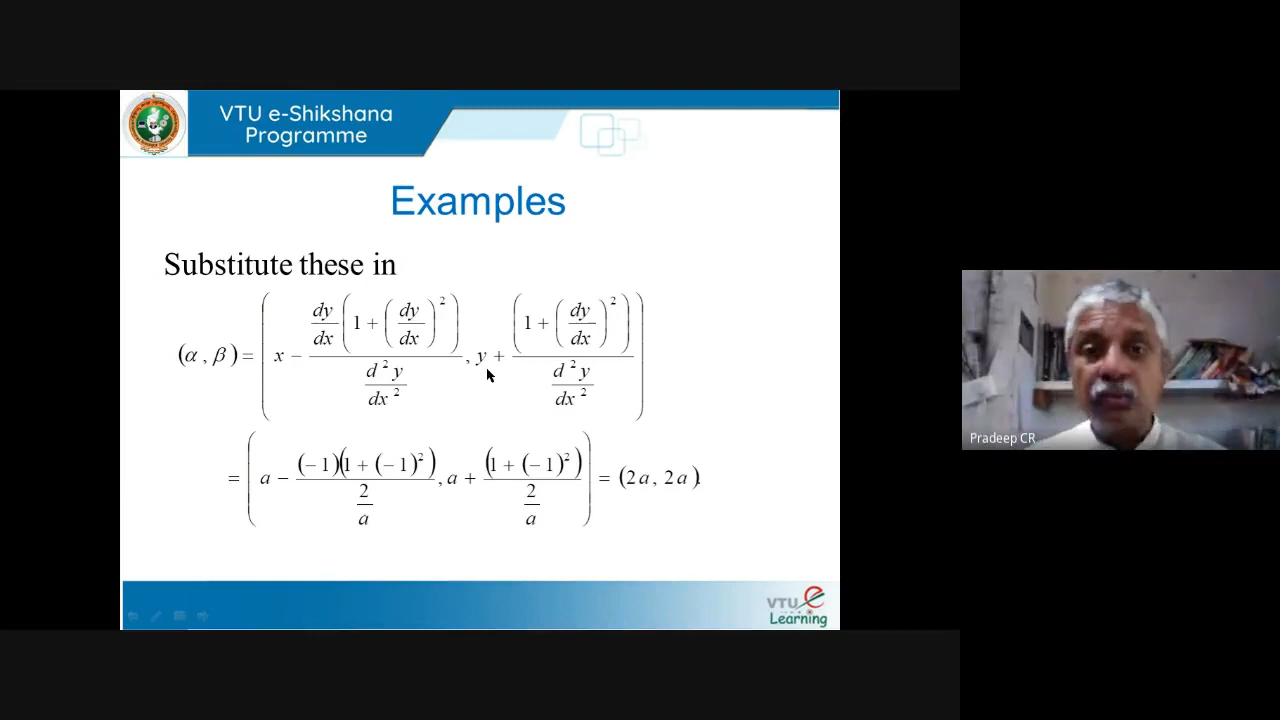 VTU e-Shikshana
Programme
Examples
Substitute these in
(α , β) = ( x − dy/dx (1 + (dy/dx)²) / (d²y/dx²) , y + (1 + (dy/dx)²) / (d²y/dx²) )
= ( a − (−1)(1 + (−1)²) / (2/a) , a + (1 + (−1)²) / (2/a) ) = (2a, 2a).
Pradeep CR
VTU e
Learning